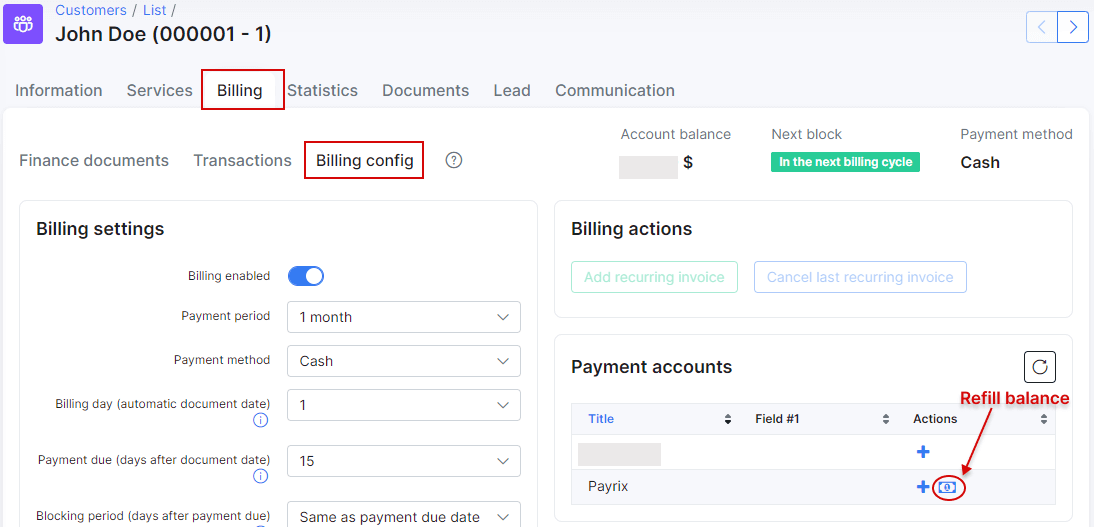 Customers / List /
John Doe (000001 - 1)
Information Services Billing Statistics Documents Lead Communication
Finance documents Transactions Billing config ?
Account balance Next block Payment method
$ In the next billing cycle Cash
Billing settings
Billing enabled
Payment period 1 month
Payment method Cash
Billing day (automatic document date) 1
Payment due (days after document date) 15
Blocking period (days after payment due) Same as payment due date
Billing actions
Add recurring invoice Cancel last recurring invoice
Payment accounts
Refill balance
Title Field #1 Actions
Payrix